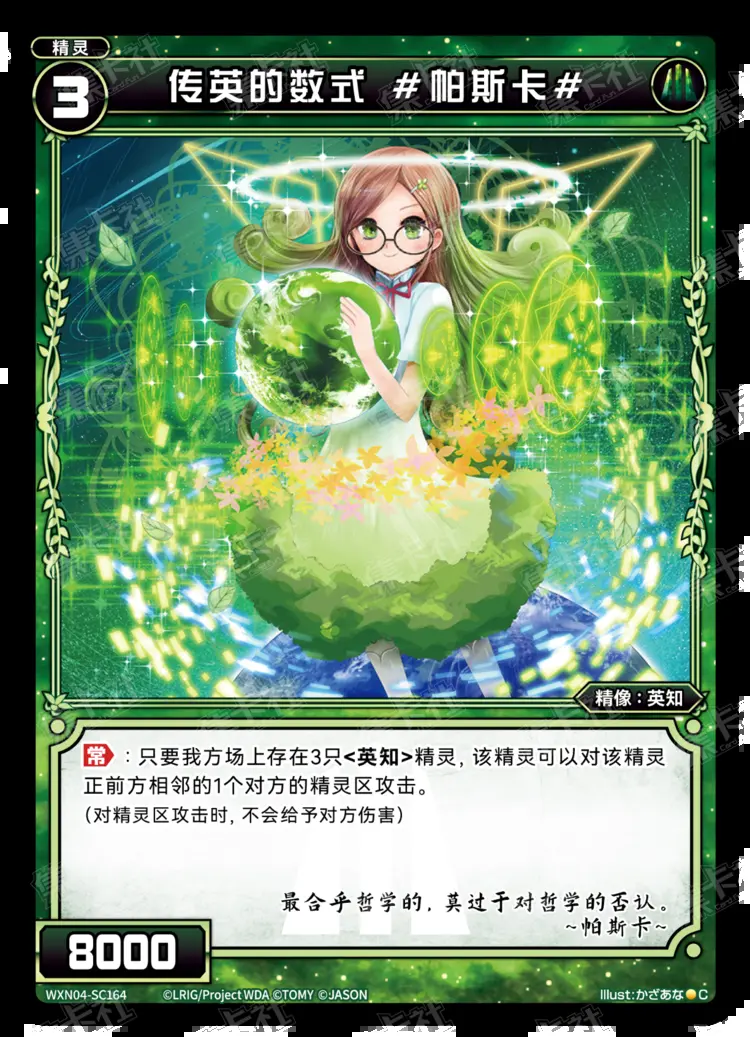 精灵
3
传英的数式 #帕斯卡#
精像：英知
常：只要我方场上存在3只<英知>精灵, 该精灵可以对该精灵
正前方相邻的1个对方的精灵区攻击。
(对精灵区攻击时, 不会给予对方伤害)
最合乎哲学的, 莫过于对哲学的否认。
~帕斯卡~
8000
WXN04-SC164 ©LRIG/Project WDA ©TOMY ©JASON Illust:かざあな C
集卡社